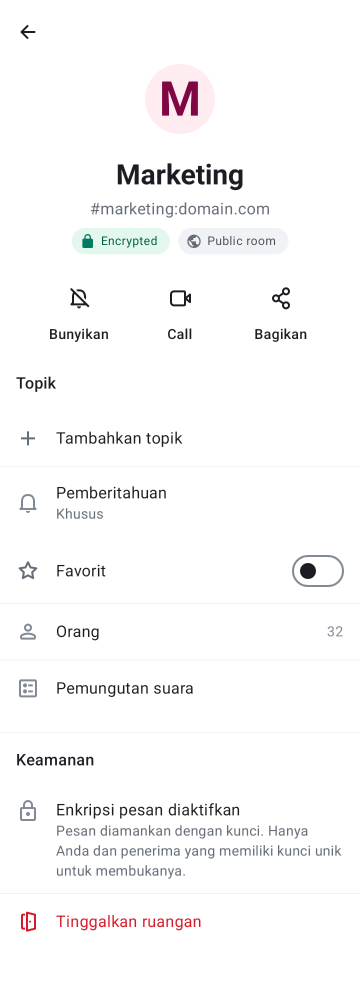 M
Marketing
#marketing:domain.com
Encrypted
Public room
Bunyikan
Call
Bagikan
Topik
Tambahkan topik
Pemberitahuan
Khusus
Favorit
Orang
32
Pemungutan suara
Keamanan
Enkripsi pesan diaktifkan
Pesan diamankan dengan kunci. Hanya
Anda dan penerima yang memiliki kunci unik
untuk membukanya.
Tinggalkan ruangan